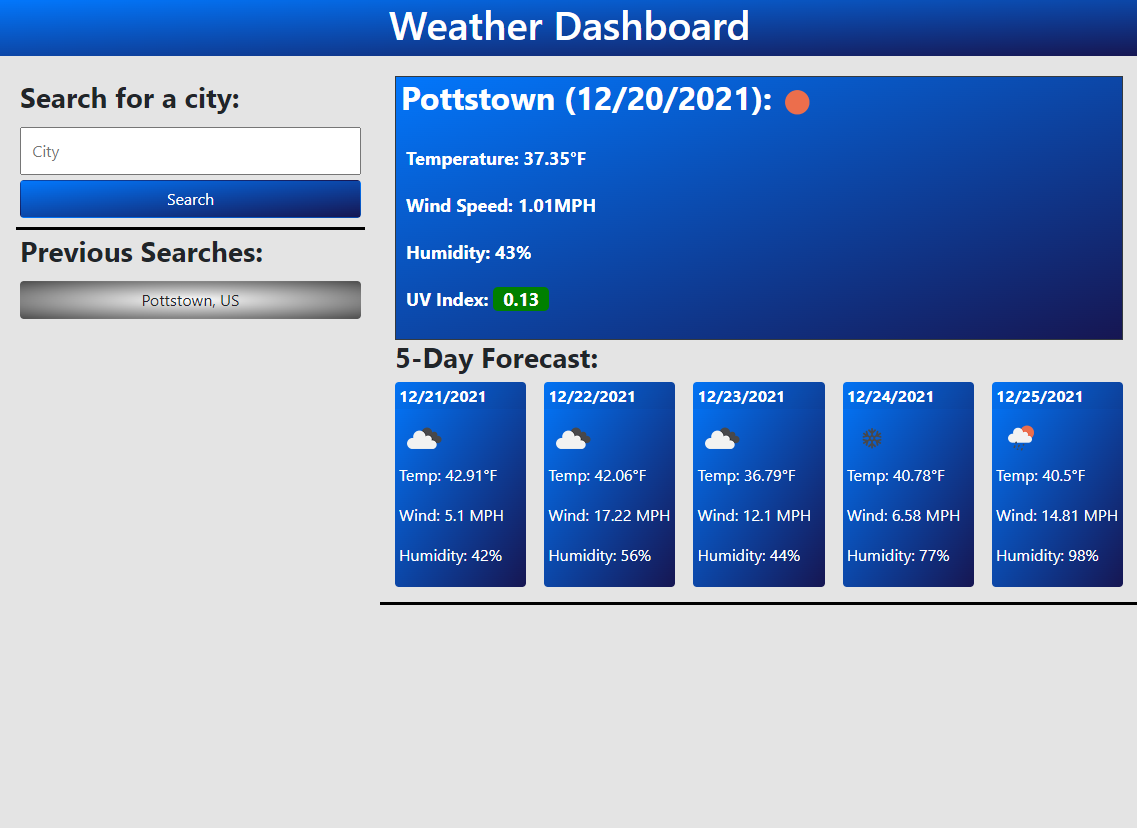 Weather Dashboard
Search for a city:
City
Search
Previous Searches:
Pottstown, US
Pottstown (12/20/2021):
Temperature: 37.35°F
Wind Speed: 1.01MPH
Humidity: 43%
UV Index: 0.13
5-Day Forecast:
12/21/2021
Temp: 42.91°F
Wind: 5.1 MPH
Humidity: 42%
12/22/2021
Temp: 42.06°F
Wind: 17.22 MPH
Humidity: 56%
12/23/2021
Temp: 36.79°F
Wind: 12.1 MPH
Humidity: 44%
12/24/2021
Temp: 40.78°F
Wind: 6.58 MPH
Humidity: 77%
12/25/2021
Temp: 40.5°F
Wind: 14.81 MPH
Humidity: 98%